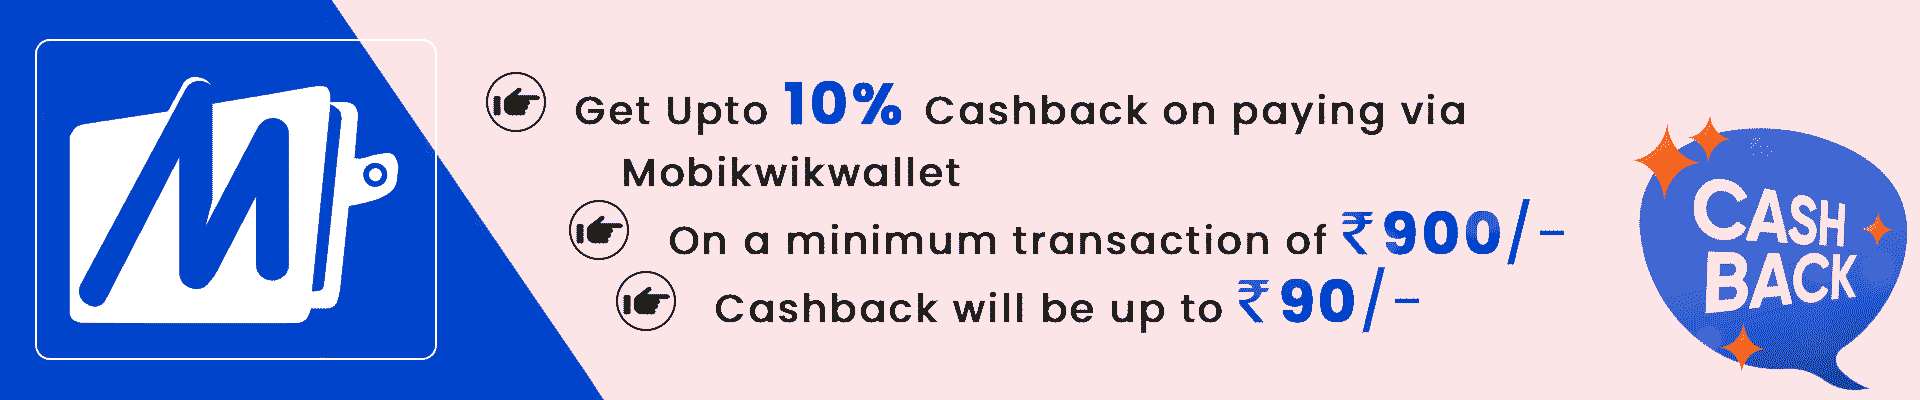 Get Upto 10% Cashback on paying via
Mobikwikwallet
On a minimum transaction of ₹900/-
Cashback will be up to ₹90/-
CASH
BACK